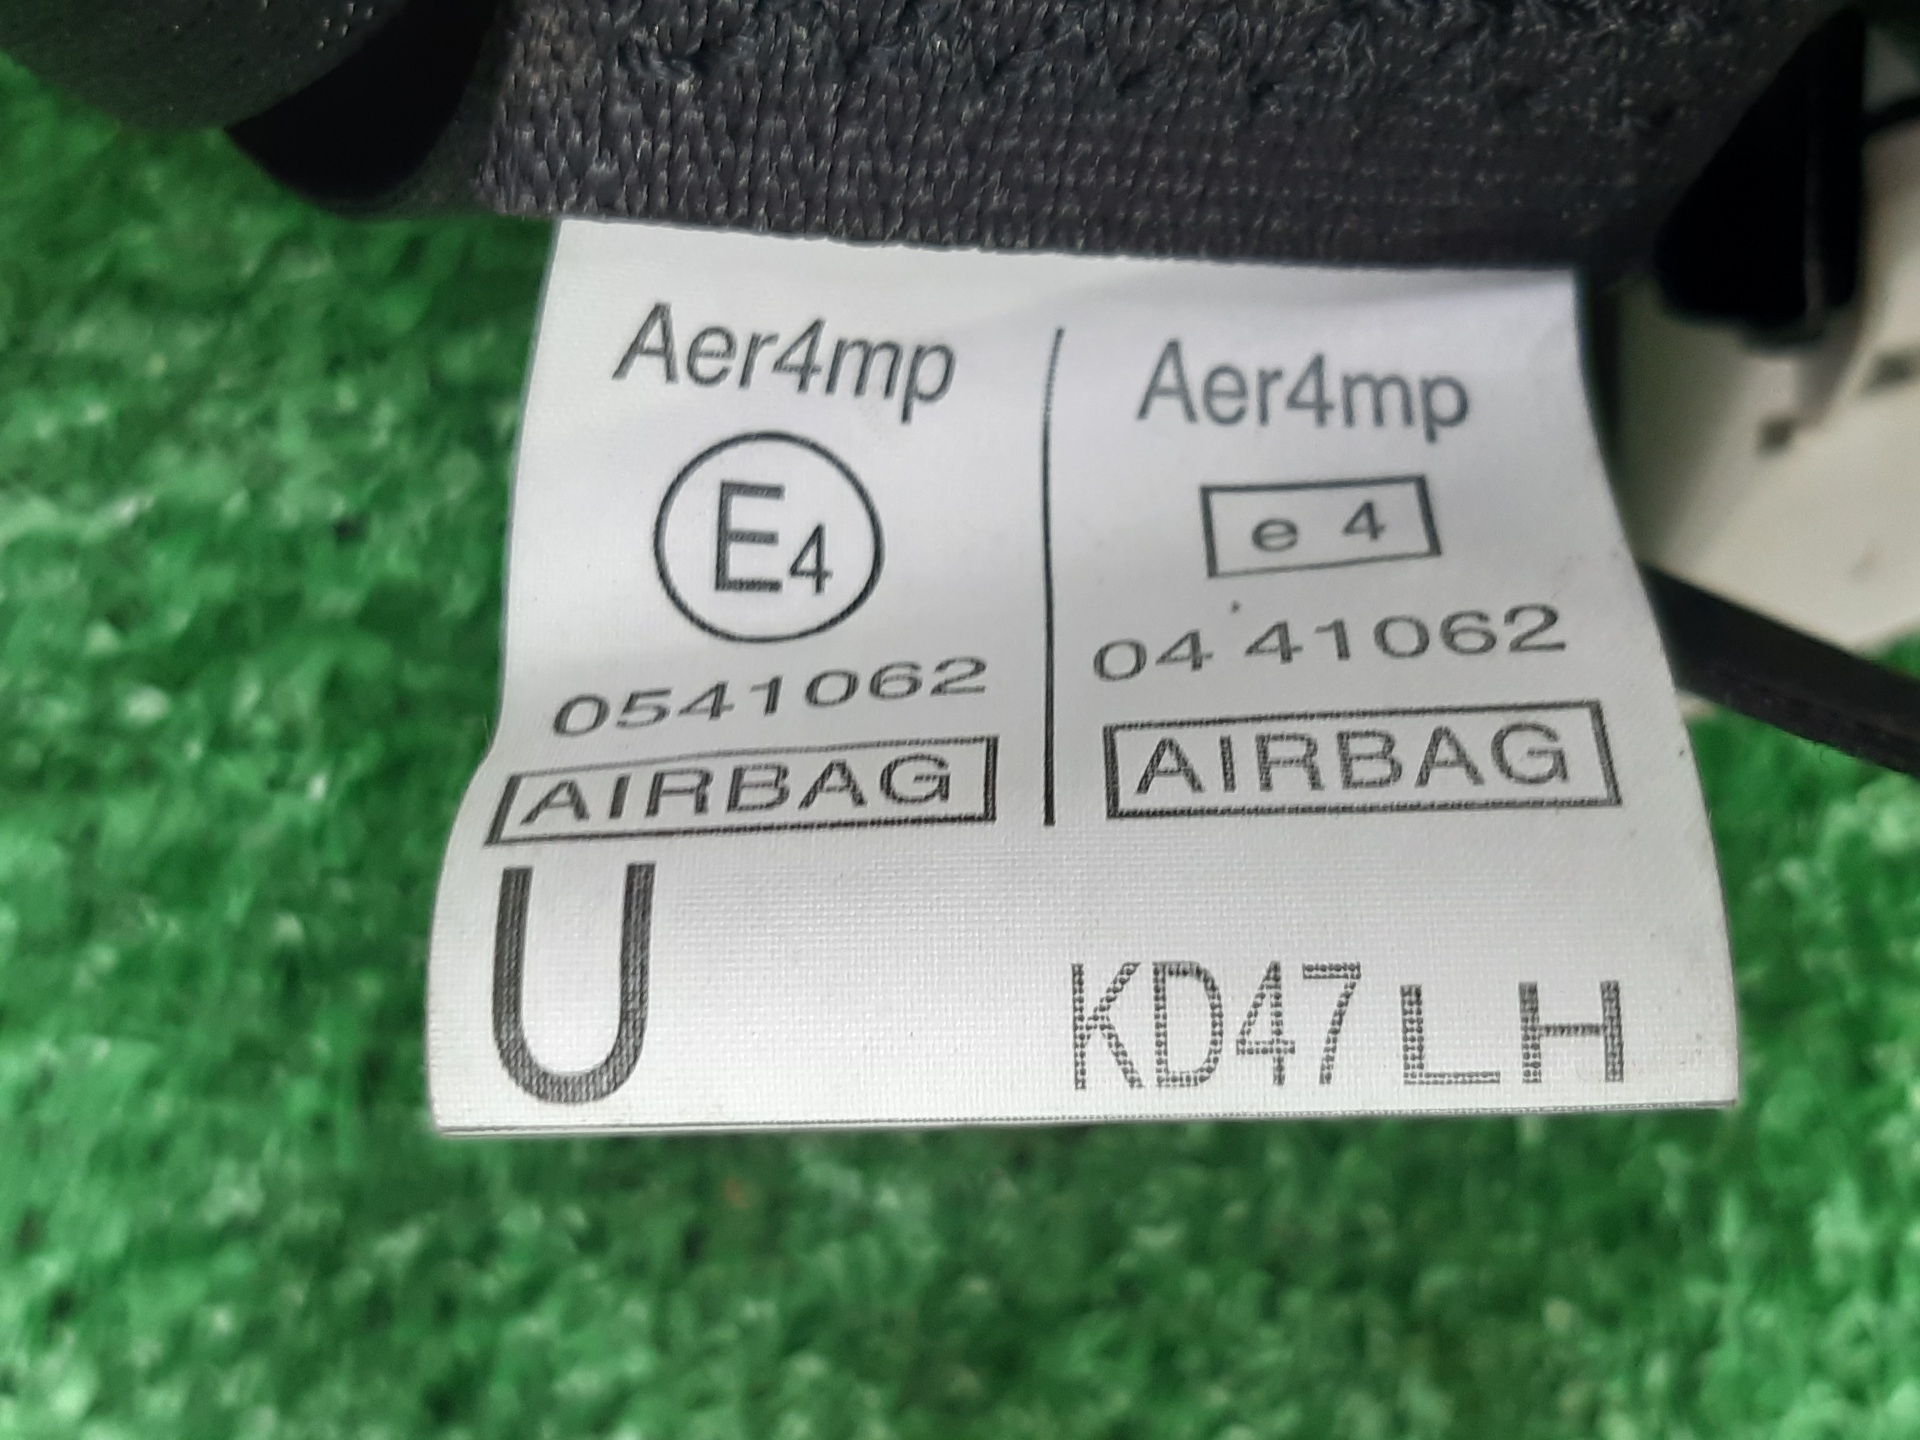 Aer4mp
E4
0541062
AIRBAG
Aer4mp
e 4
04 41062
AIRBAG
U
KD47 LH